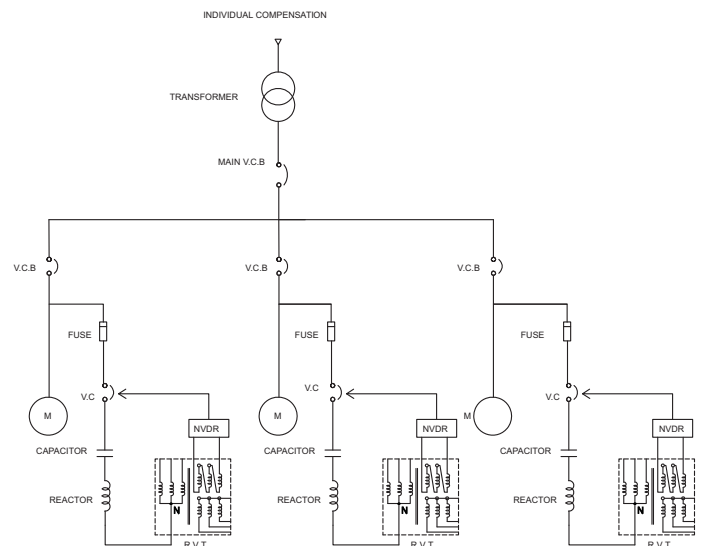 INDIVIDUAL COMPENSATION
TRANSFORMER
MAIN V.C.B
V.C.B V.C.B V.C.B
FUSE FUSE FUSE
V.C V.C V.C
M M M
NVDR NVDR NVDR
CAPACITOR CAPACITOR CAPACITOR
REACTOR REACTOR REACTOR
N N N
R.V.T R.V.T R.V.T